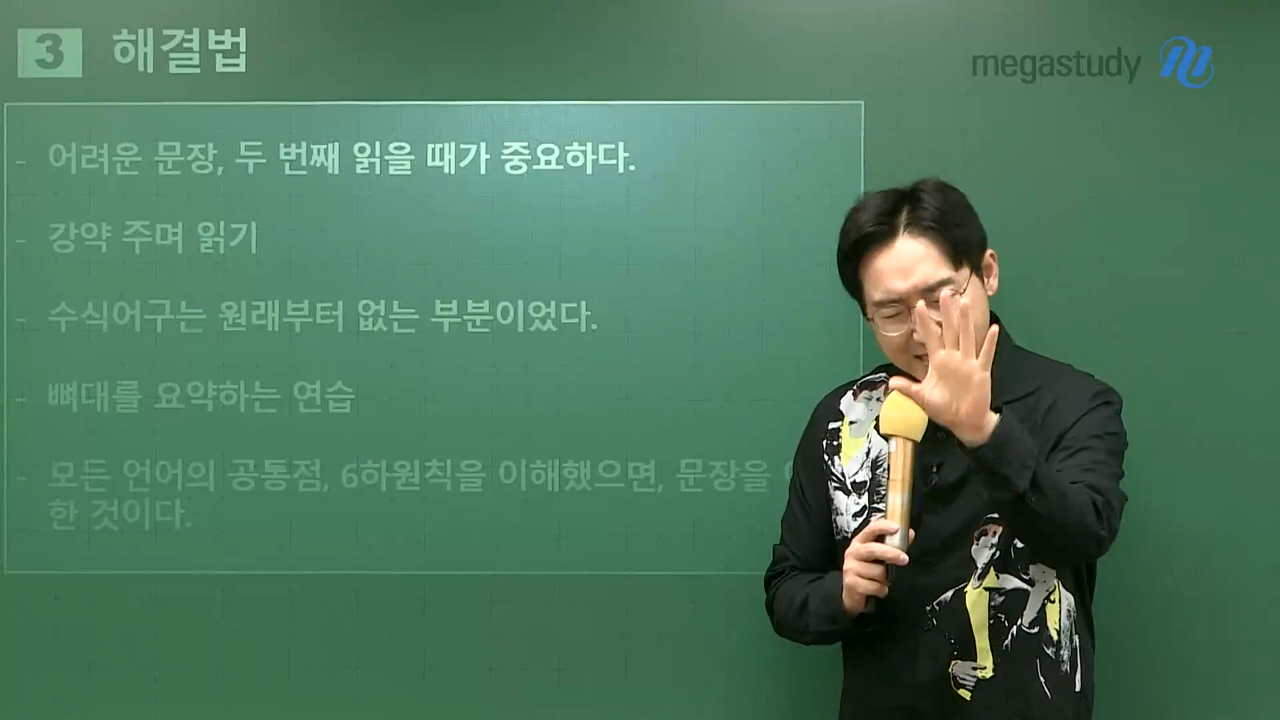 3 해결법
megastudy
- 어려운 문장, 두 번째 읽을 때가 중요하다.
- 강약 주며 읽기
- 수식어구는 원래부터 없는 부분이었다.
- 뼈대를 요약하는 연습
- 모든 언어의 공통점, 6하원칙을 이해했으면, 문장을
한 것이다.